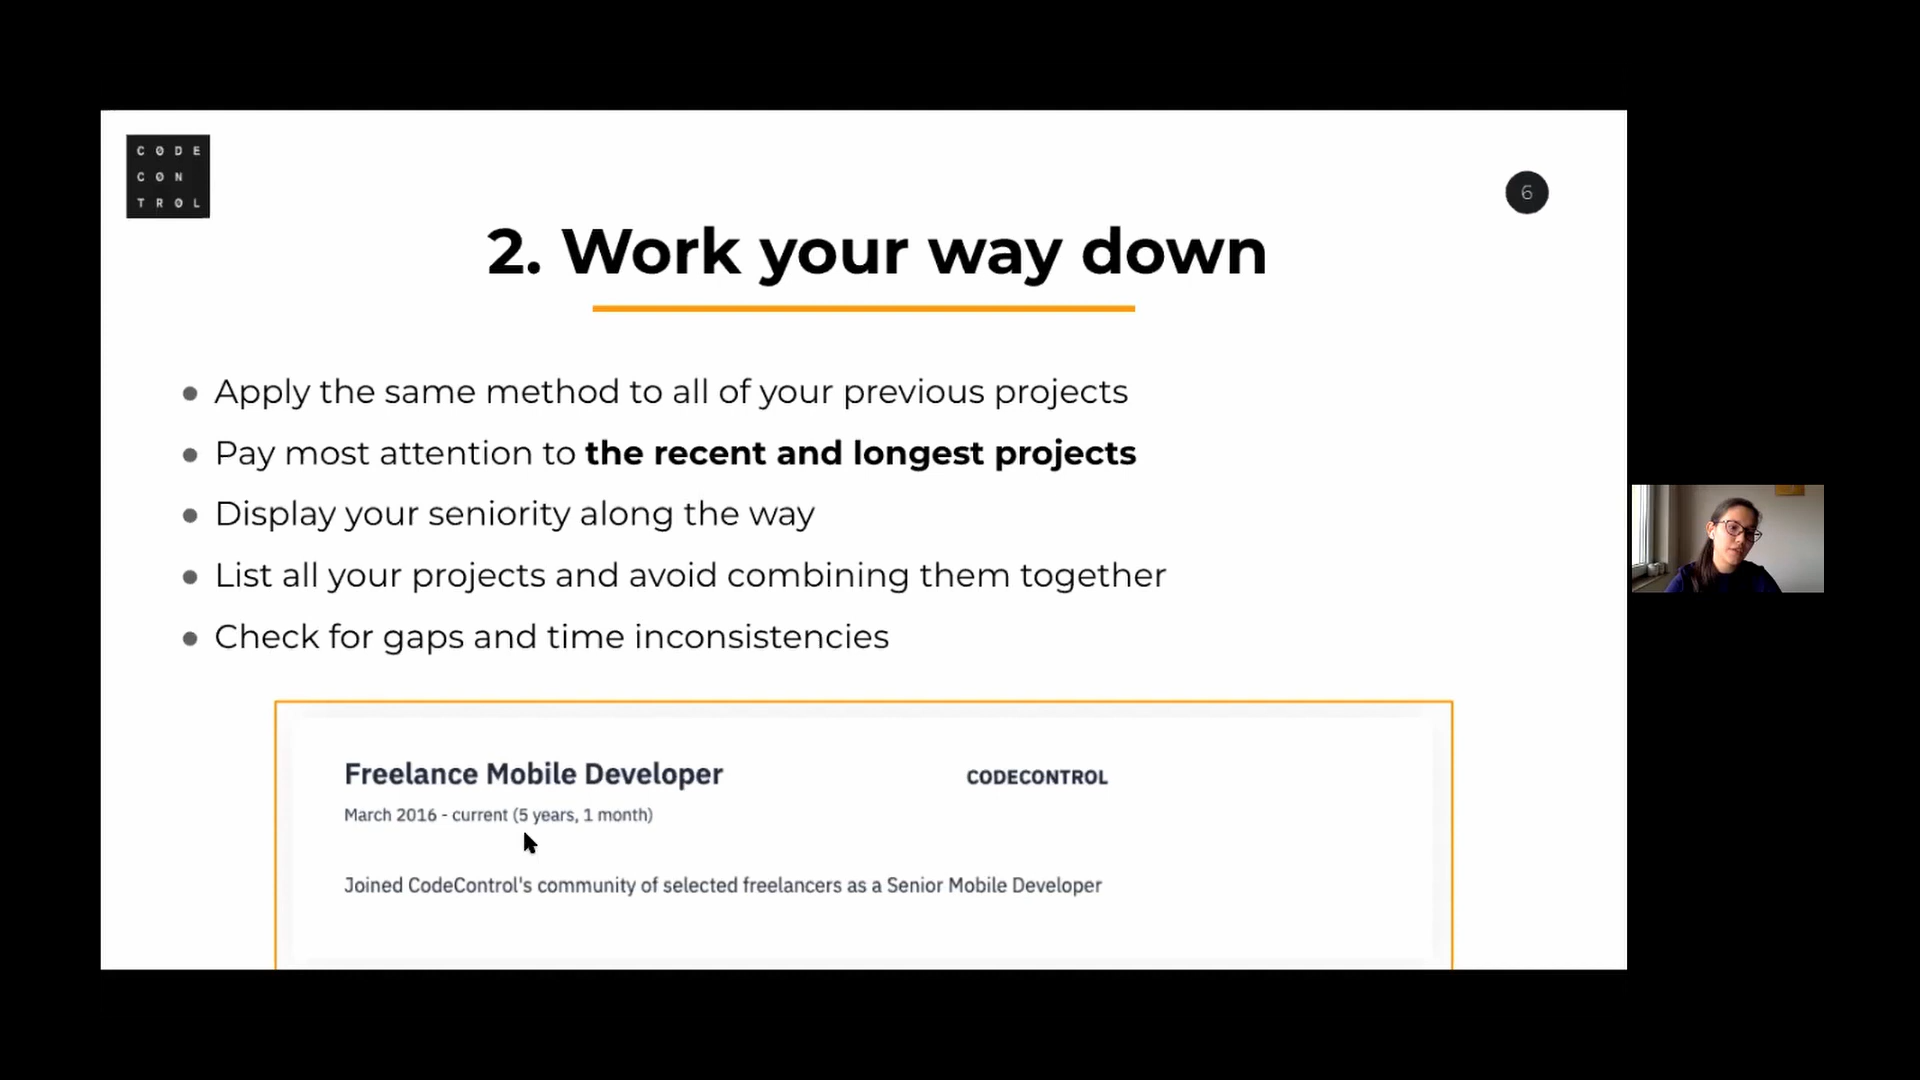 CØDE
CØN
TRØL
6
2. Work your way down
Apply the same method to all of your previous projects
Pay most attention to the recent and longest projects
Display your seniority along the way
List all your projects and avoid combining them together
Check for gaps and time inconsistencies
Freelance Mobile Developer
CODECONTROL
March 2016 - current (5 years, 1 month)
Joined CodeControl's community of selected freelancers as a Senior Mobile Developer